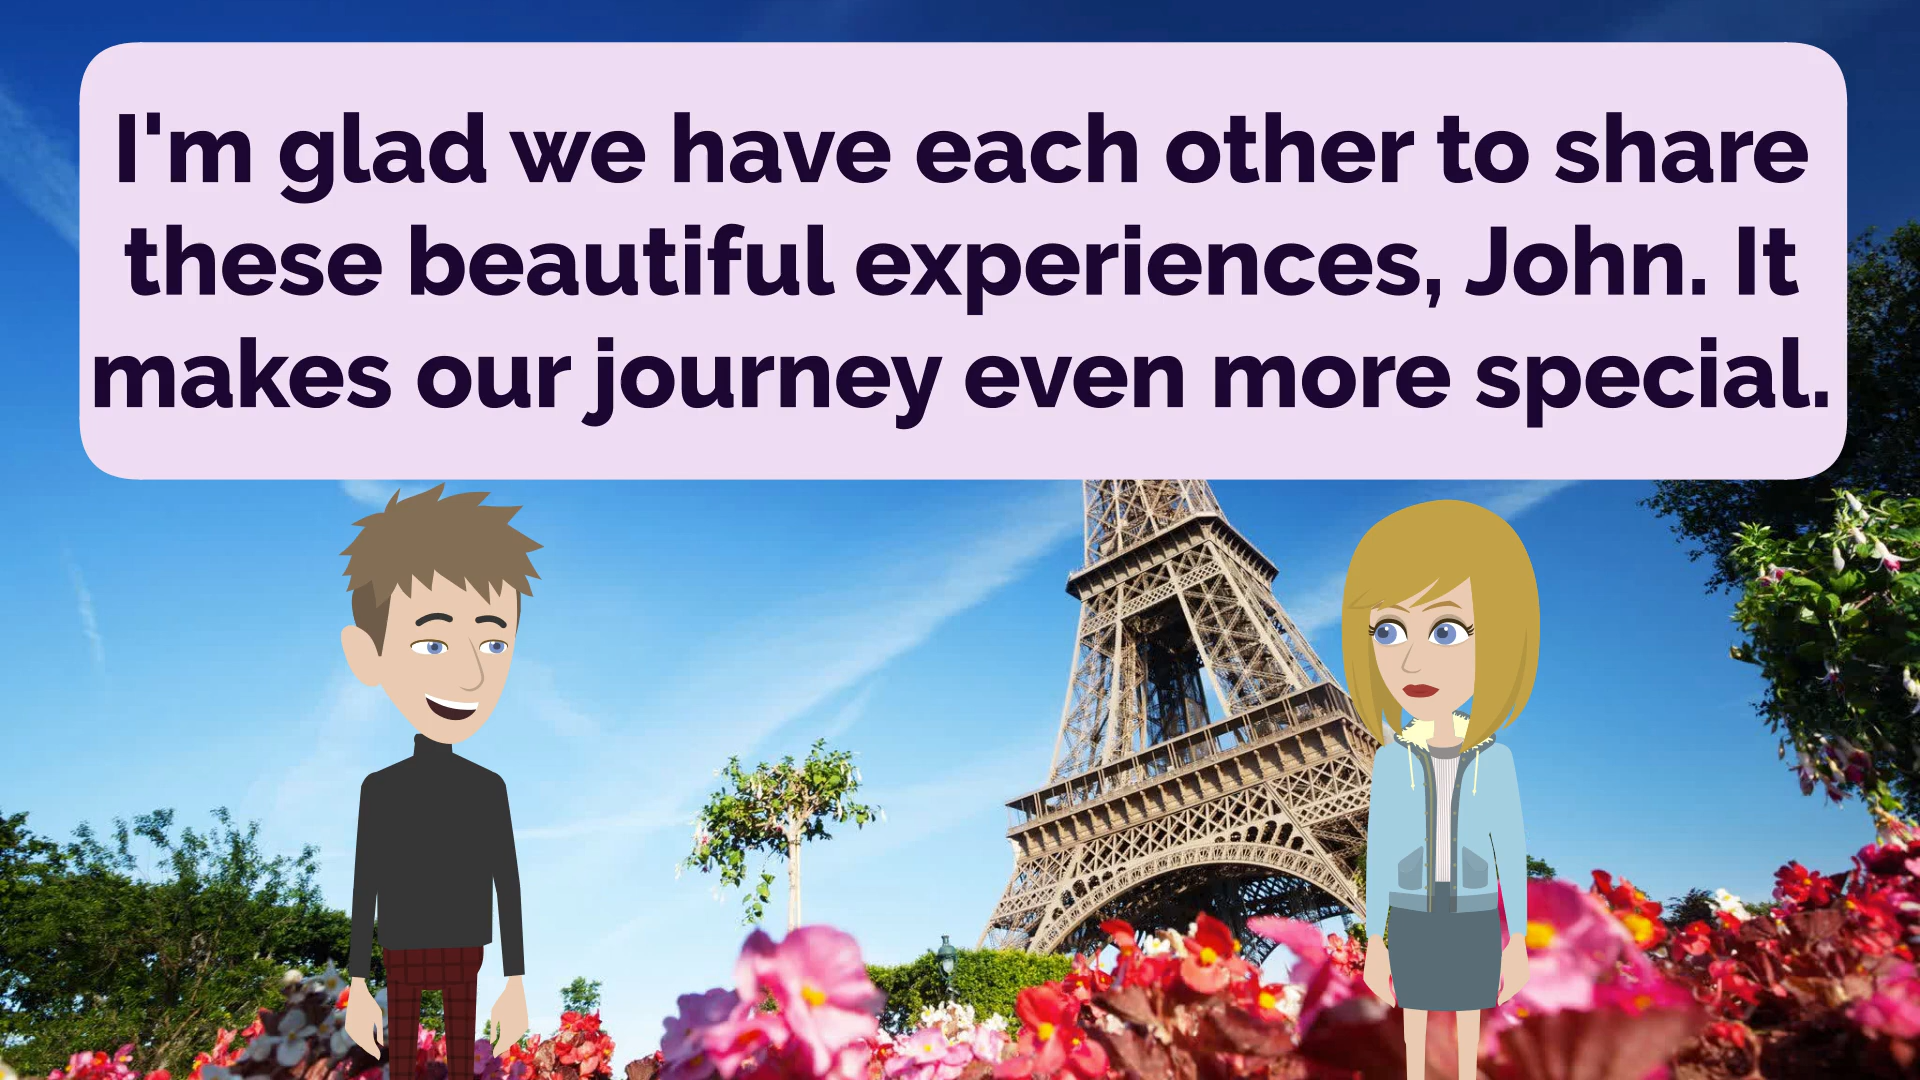 I'm glad we have each other to share
these beautiful experiences, John. It
makes our journey even more special.